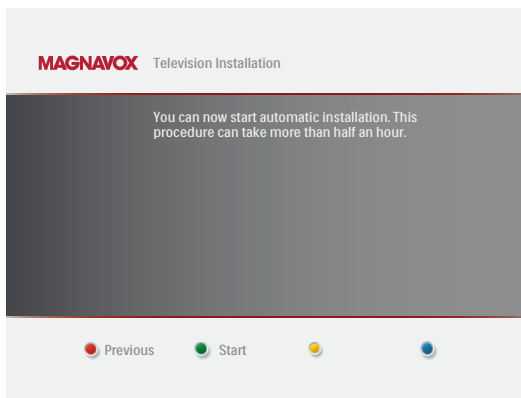 MAGNAVOX Television Installation
You can now start automatic installation. This
procedure can take more than half an hour.
Previous Start